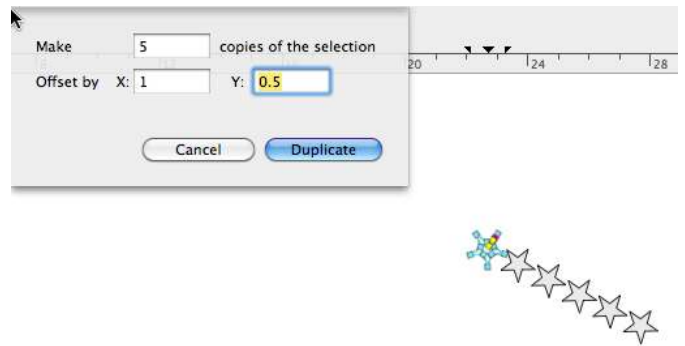 Make 5 copies of the selection
20 24 28
Offset by X: 1 Y: 0.5
Cancel Duplicate